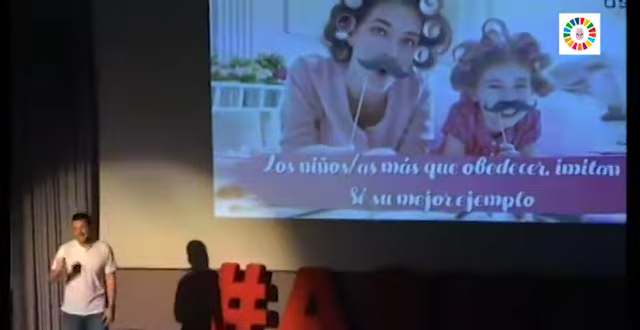 Los niños/as más que obedecer, imitan
Sé su mejor ejemplo
#A